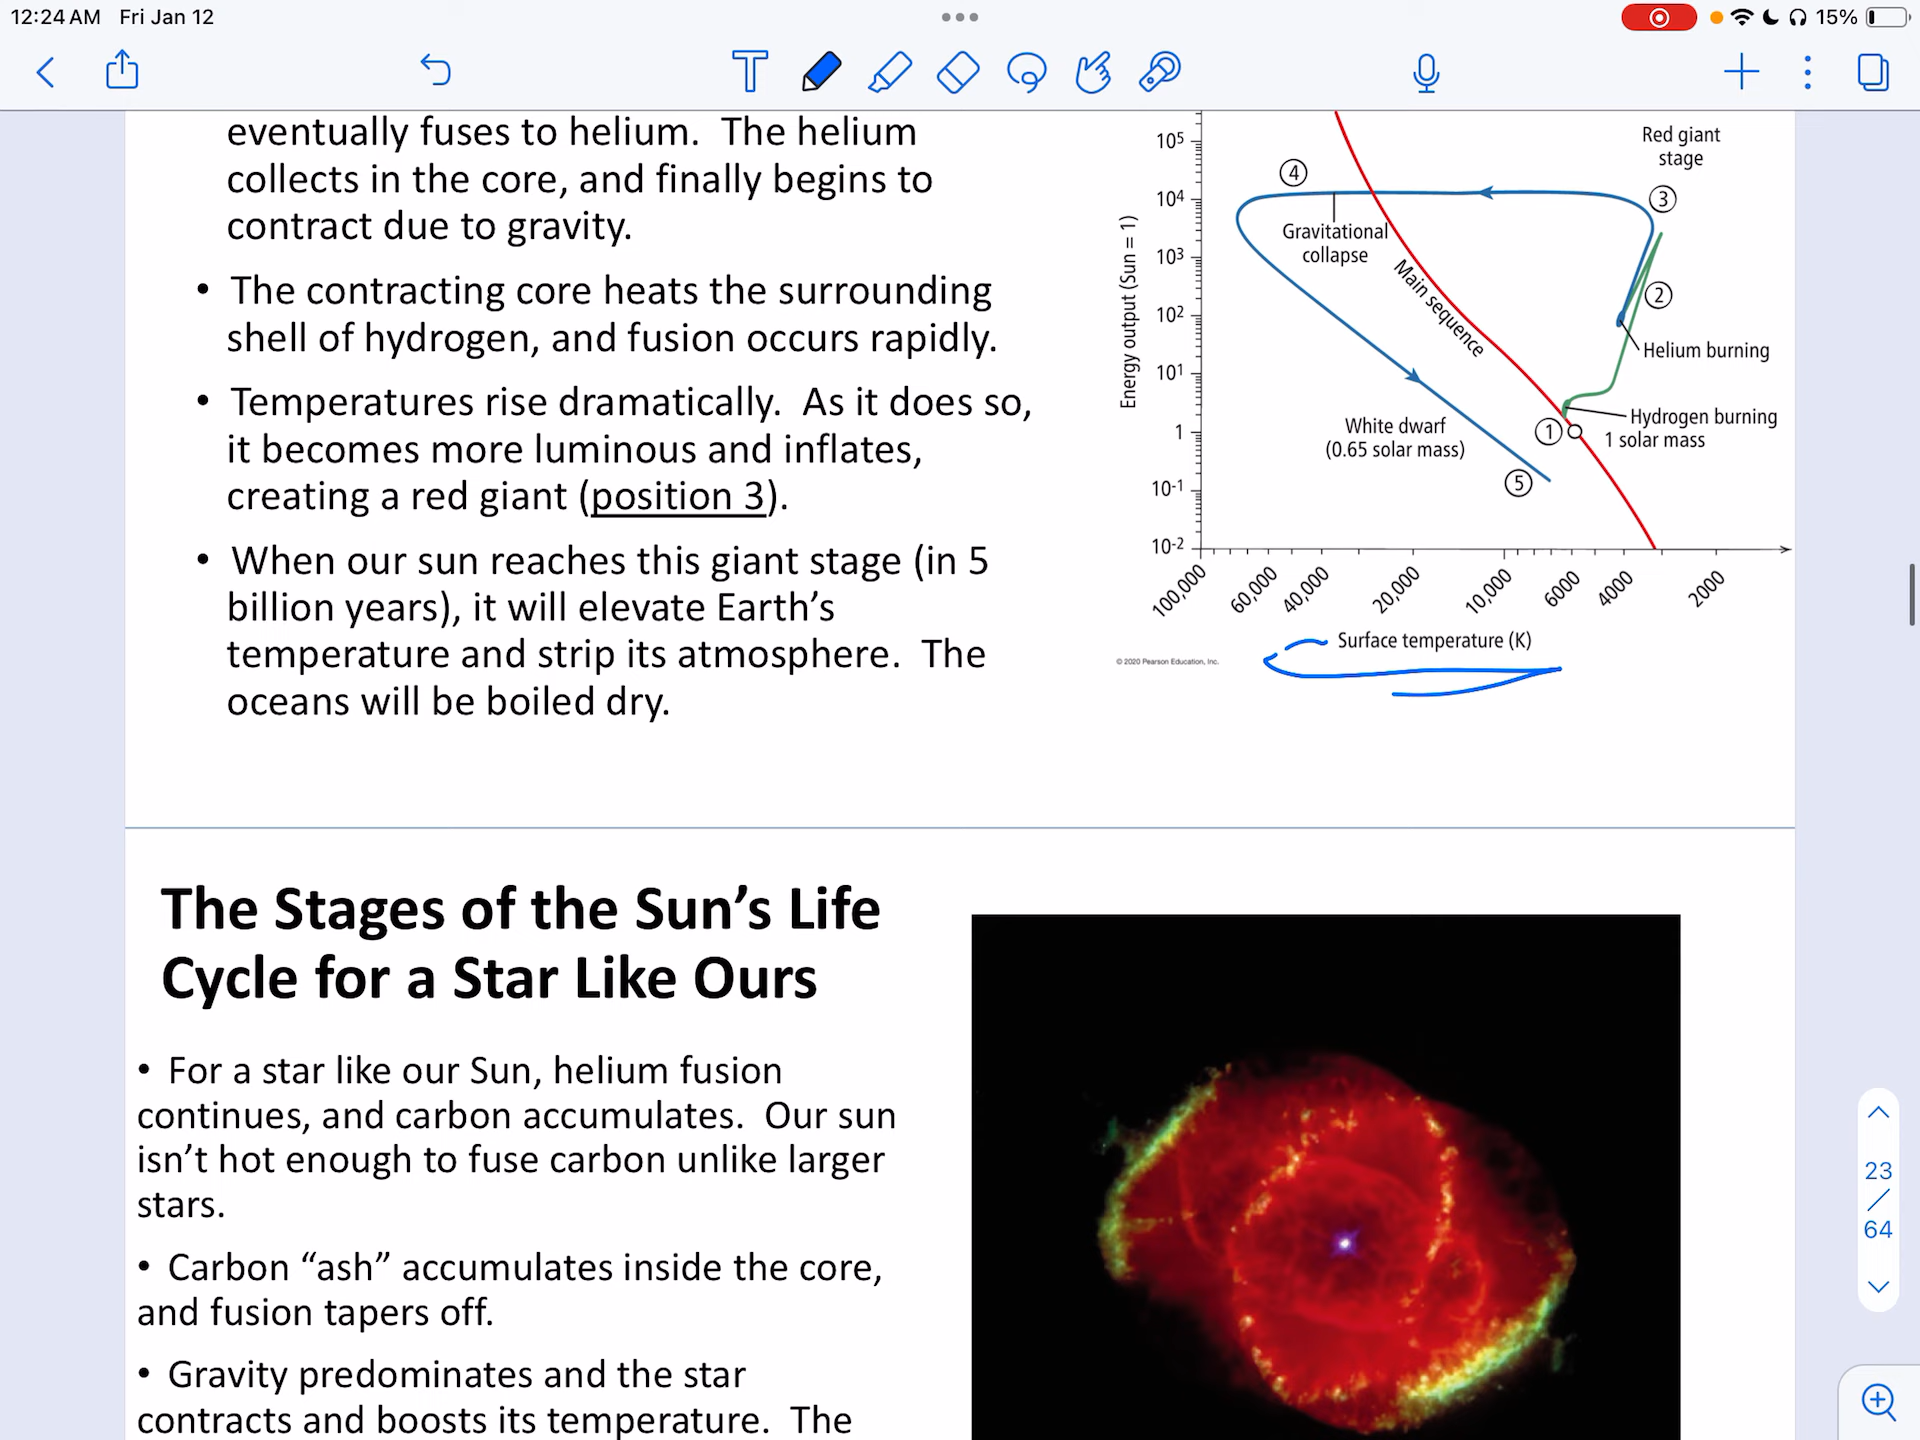 12:24 AM Fri Jan 12
15%
T
eventually fuses to helium. The helium
collects in the core, and finally begins to
contract due to gravity.
• The contracting core heats the surrounding
shell of hydrogen, and fusion occurs rapidly.
• Temperatures rise dramatically. As it does so,
it becomes more luminous and inflates,
creating a red giant (position 3).
• When our sun reaches this giant stage (in 5
billion years), it will elevate Earth’s
temperature and strip its atmosphere. The
oceans will be boiled dry.
Energy output (Sun = 1)
10⁵
10⁴
10³
10²
10¹
1
10⁻¹
10⁻²
Red giant
stage
④
③
Gravitational
collapse
Main sequence
②
Helium burning
Hydrogen burning
1 solar mass
①
White dwarf
(0.65 solar mass)
⑤
100,000
60,000
40,000
20,000
10,000
6000
4000
2000
Surface temperature (K)
© 2020 Pearson Education, Inc.
The Stages of the Sun’s Life
Cycle for a Star Like Ours
• For a star like our Sun, helium fusion
continues, and carbon accumulates. Our sun
isn’t hot enough to fuse carbon unlike larger
stars.
• Carbon “ash” accumulates inside the core,
and fusion tapers off.
• Gravity predominates and the star
contracts and boosts its temperature. The
23
/
64